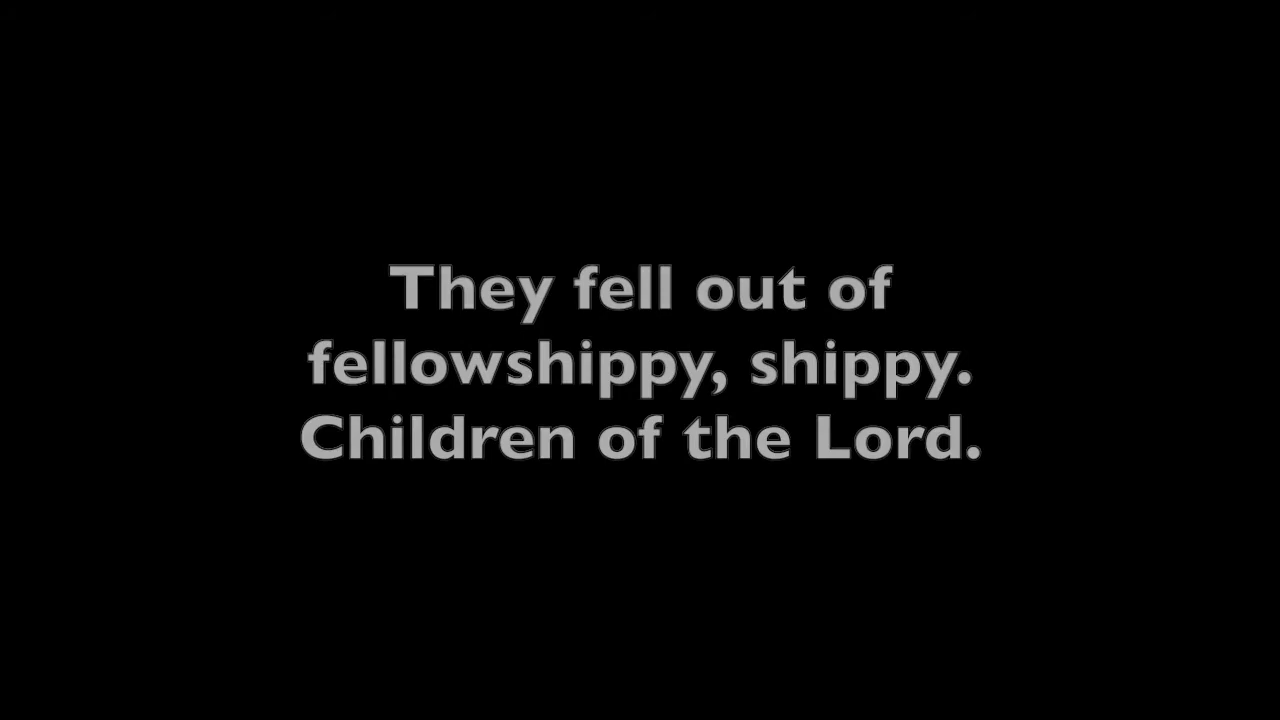 They fell out of
fellowshippy, shippy.
Children of the Lord.